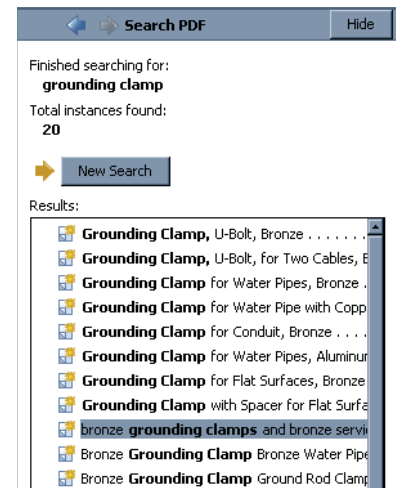 Search PDF
Hide
Finished searching for:
grounding clamp
Total instances found:
20
New Search
Results:
Grounding Clamp, U-Bolt, Bronze . . . . . . .
Grounding Clamp, U-Bolt, for Two Cables, B
Grounding Clamp for Water Pipes, Bronze .
Grounding Clamp for Water Pipe with Copp
Grounding Clamp for Conduit, Bronze . . . .
Grounding Clamp for Water Pipes, Aluminum
Grounding Clamp for Flat Surfaces, Bronze
Grounding Clamp with Spacer for Flat Surfa
bronze grounding clamps and bronze servi
Bronze Grounding Clamp Bronze Water Pipe
Bronze Grounding Clamp Ground Rod Clamp